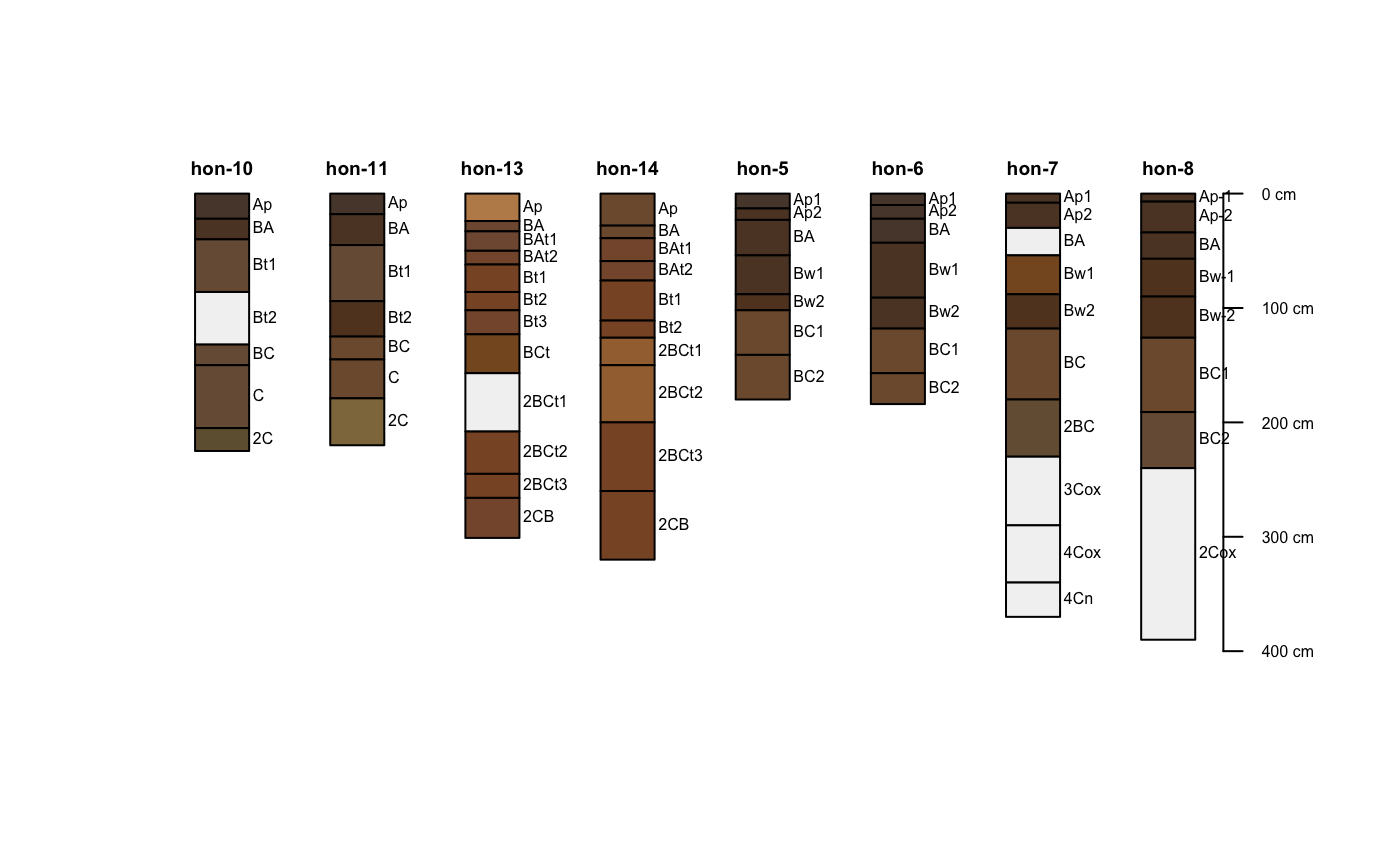 hon-10 hon-11 hon-13 hon-14 hon-5 hon-6 hon-7 hon-8
Ap
BA
Bt1
Bt2
BC
C
2C
Ap
BA
Bt1
Bt2
BC
C
2C
Ap
BA
BAt1
BAt2
Bt1
Bt2
Bt3
BCt
2BCt1
2BCt2
2BCt3
2CB
Ap
BA
BAt1
BAt2
Bt1
Bt2
2BCt1
2BCt2
2BCt3
2CB
Ap1
Ap2
BA
Bw1
Bw2
BC1
BC2
Ap1
Ap2
BA
Bw1
Bw2
BC1
BC2
Ap1
Ap2
BA
Bw1
Bw2
BC
2BC
3Cox
4Cox
4Cn
Ap-1
Ap-2
BA
Bw-1
Bw-2
BC1
BC2
2Cox
0 cm
100 cm
200 cm
300 cm
400 cm